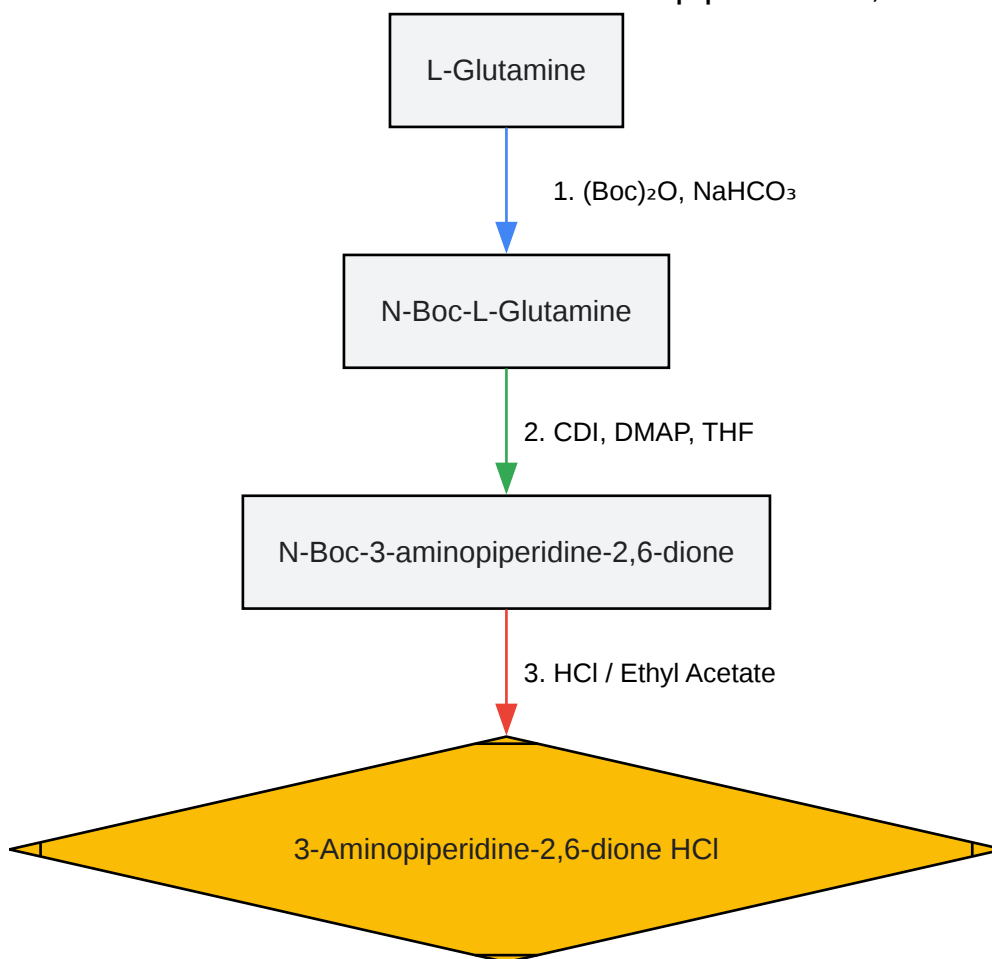 L-Glutamine
1. (Boc)₂O, NaHCO₃
N-Boc-L-Glutamine
2. CDI, DMAP, THF
N-Boc-3-aminopiperidine-2,6-dione
3. HCl / Ethyl Acetate
3-Aminopiperidine-2,6-dione HCl